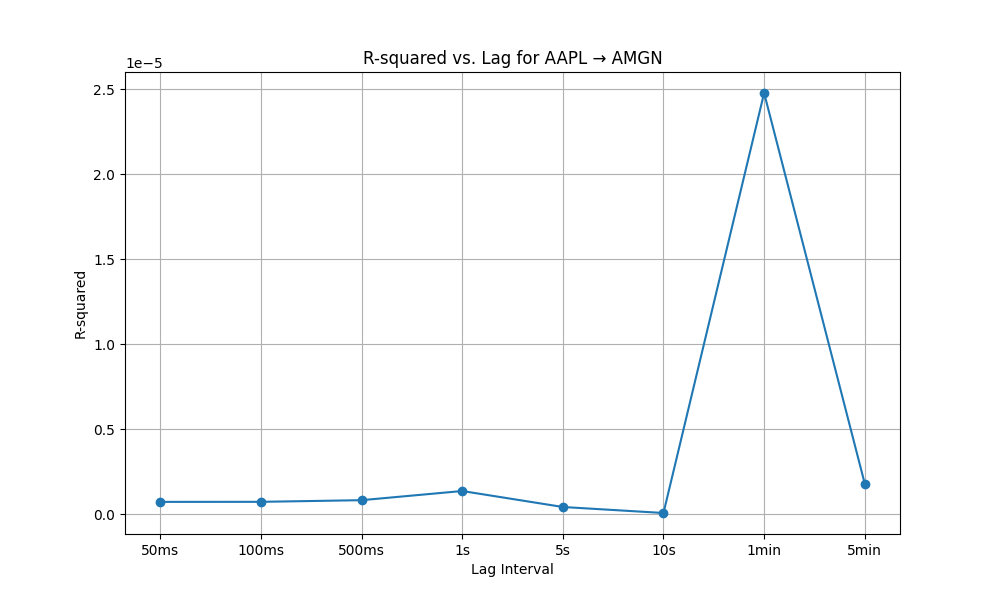 R-squared vs. Lag for AAPL → AMGN
1e−5
2.5
2.0
1.5
1.0
0.5
0.0
R-squared
50ms 100ms 500ms 1s 5s 10s 1min 5min
Lag Interval